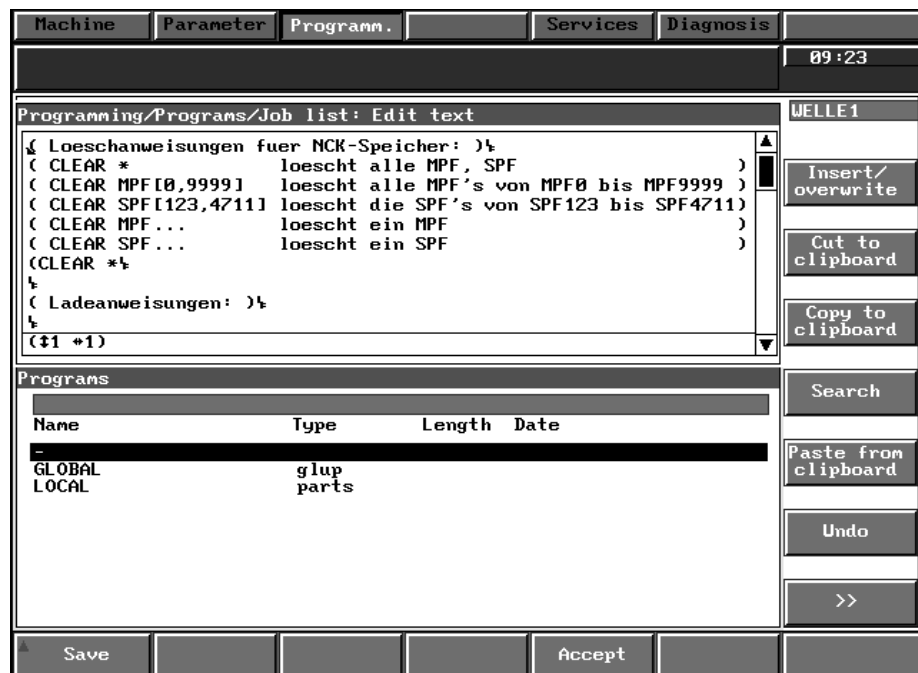 Machine Parameter Programm. Services Diagnosis
09:23
Programming/Programs/Job list: Edit text
WELLE1
( Loeschanweisungen fuer NCK-Speicher: )
( CLEAR * loescht alle MPF, SPF )
( CLEAR MPF[0,9999] loescht alle MPF's von MPF0 bis MPF9999 )
( CLEAR SPF[123,4711] loescht die SPF's von SPF123 bis SPF4711)
( CLEAR MPF... loescht ein MPF )
( CLEAR SPF... loescht ein SPF )
(CLEAR *
( Ladeanweisungen: )
(↕1 ↔1)
Insert/
overwrite
Cut to
clipboard
Copy to
clipboard
Programs
Name Type Length Date
-
GLOBAL glup
LOCAL parts
Search
Paste from
clipboard
Undo
>>
Save Accept